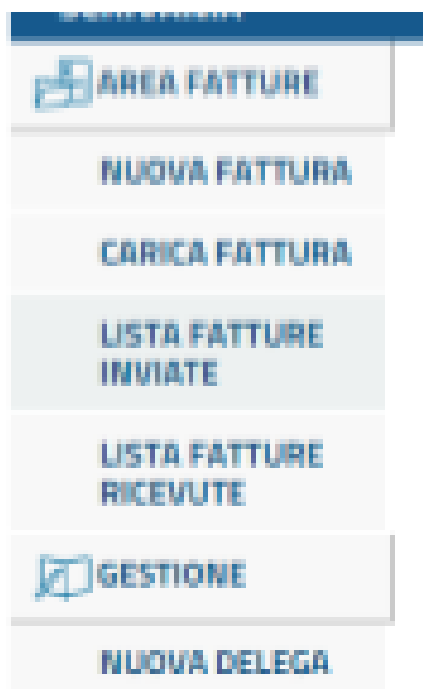 AREA FATTURE
NUOVA FATTURA
CARICA FATTURA
LISTA FATTURE
INVIATE
LISTA FATTURE
RICEVUTE
GESTIONE
NUOVA DELEGA